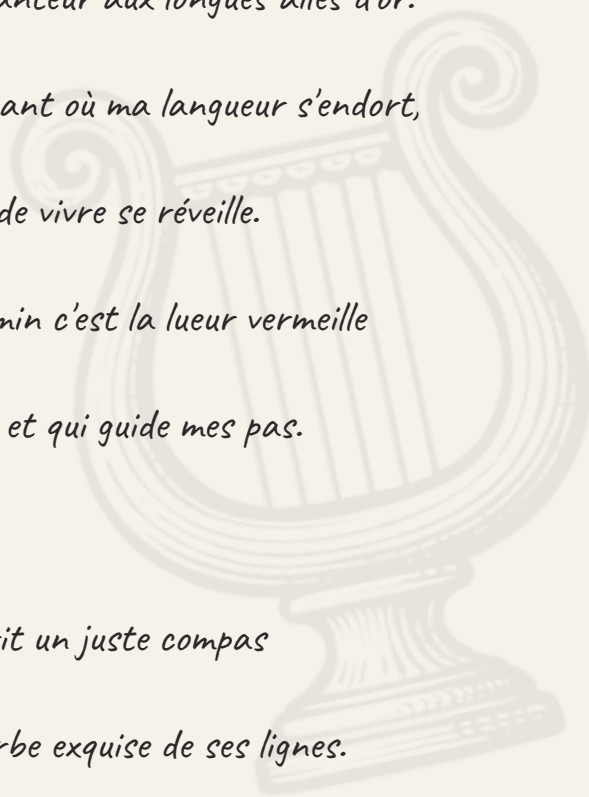 aux longues ailes d'or.
où ma langueur s'endort,
de vivre se réveille.
c'est la lueur vermeille
et qui guide mes pas.
un juste compas
exquise de ses lignes.